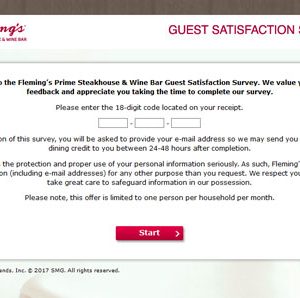 ng's
& WINE BAR
GUEST SATISFACTION S
o the Fleming's Prime Steakhouse & Wine Bar Guest Satisfaction Survey. We value y
feedback and appreciate you taking the time to complete our survey.
Please enter the 18-digit code located on your receipt.
- -
on of this survey, you will be asked to provide your e-mail address so we may send you
dining credit to you between 24-48 hours after completion.
the protection and proper use of your personal information seriously. As such, Fleming'
on (including e-mail addresses) for any other purpose than you request. We respect you
take great care to safeguard information in our possession.
Please note, this offer is limited to one person per household per month.
Start
ends, Inc. © 2017 SMG. All rights reserved.